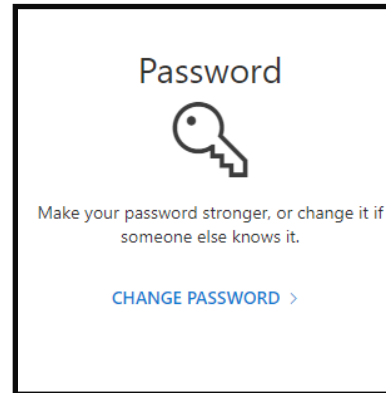 Password
Make your password stronger, or change it if
someone else knows it.
CHANGE PASSWORD >